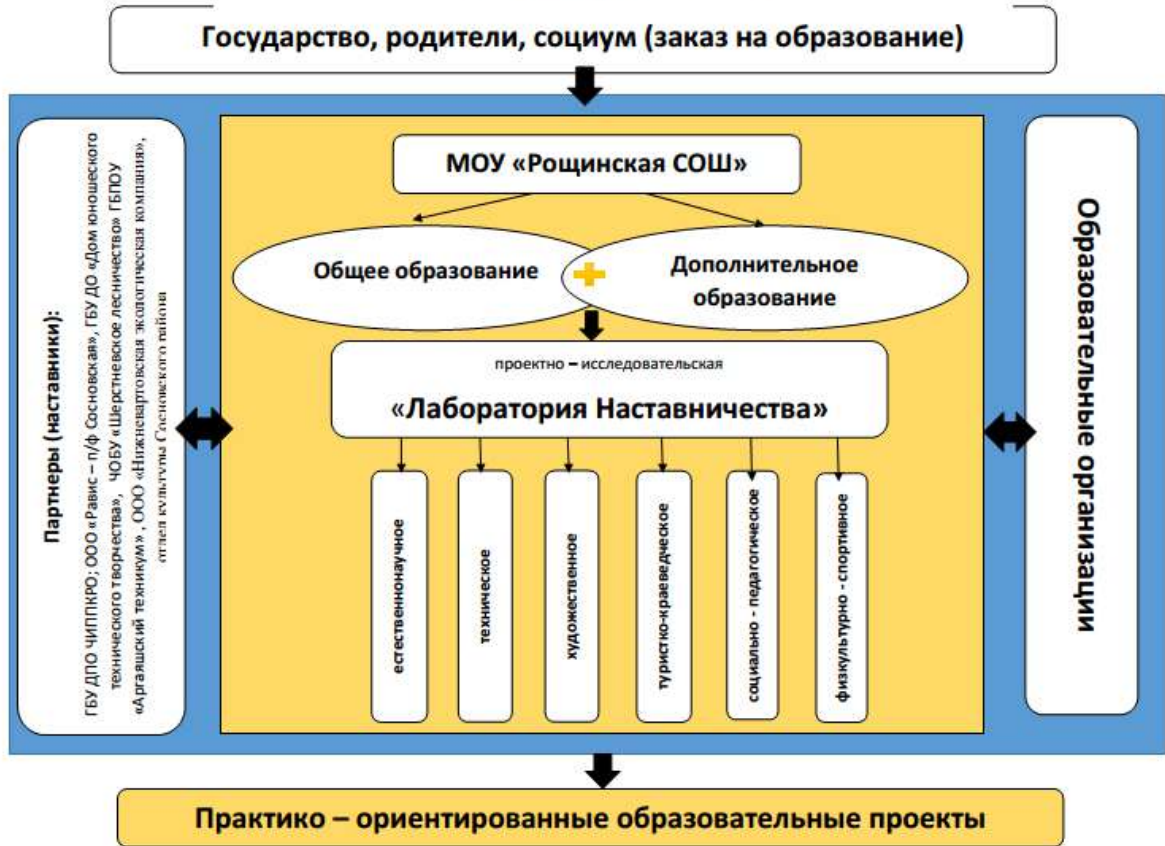 Государство, родители, социум (заказ на образование)
Партнеры (наставники):
ГБУ ДПО ЧИППКРО; ООО «Равис – п/ф Сосновская», ГБУ ДО «Дом юношеского
технического творчества», ЧОБУ «Шерстневское лесничество» ГБПОУ
«Аргаяшский техникум» , ООО «Нижневартовская экологическая компания»,
отдел культуры Сосновского района
МОУ «Рощинская СОШ»
Общее образование
+
Дополнительное
образование
проектно – исследовательская
«Лаборатория Наставничества»
естественнонаучное
техническое
художественное
туристко-краеведческое
социально - педагогическое
физкультурно - спортивное
Образовательные организации
Практико – ориентированные образовательные проекты